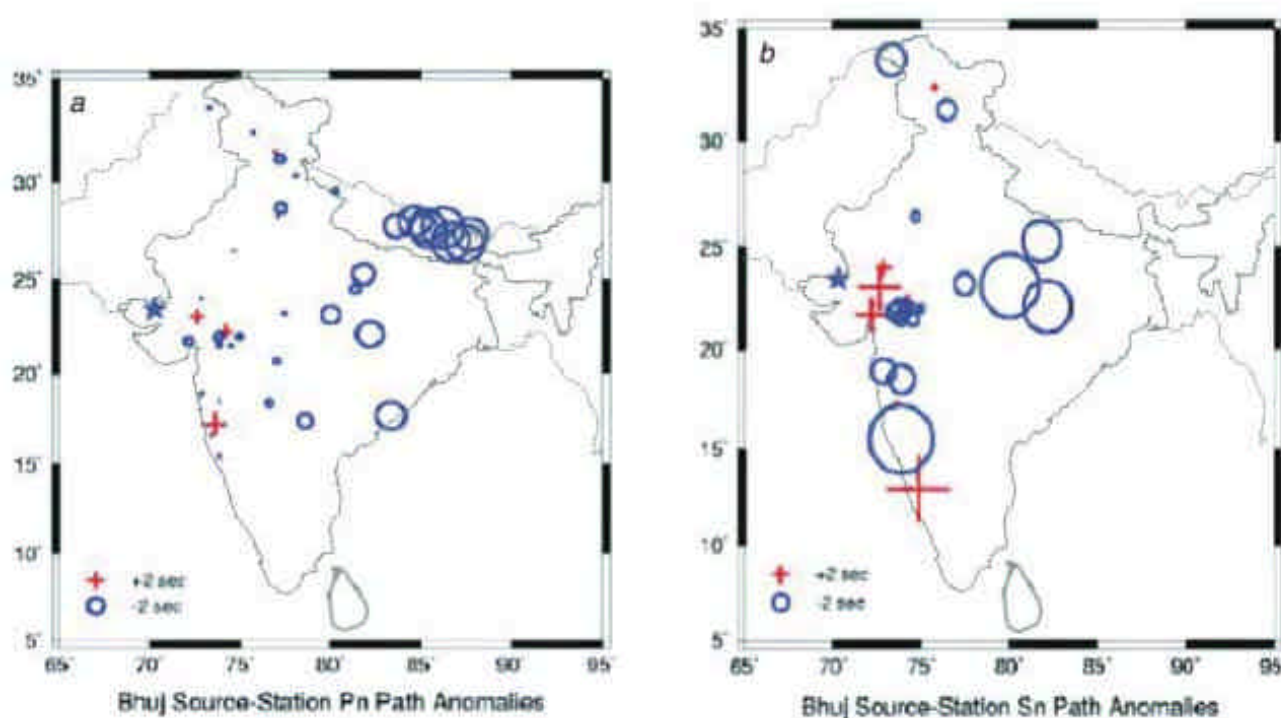 a
35°
30°
25°
20°
15°
10°
5°
+2 sec
-2 sec
65° 70° 75° 80° 85° 90° 95°
Bhuj Source-Station Pn Path Anomalies
b
35°
30°
25°
20°
15°
10°
5°
+2 sec
-2 sec
65° 70° 75° 80° 85° 90° 95°
Bhuj Source-Station Sn Path Anomalies